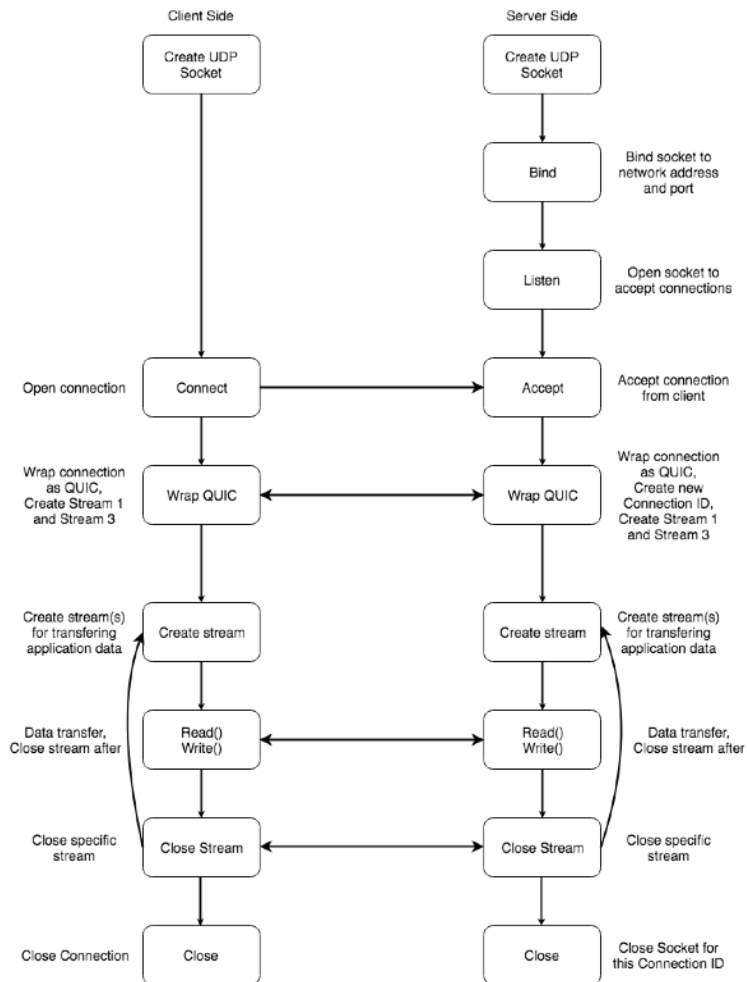 Client Side
Server Side
Create UDP
Socket
Create UDP
Socket
Bind
Bind socket to
network address
and port
Listen
Open socket to
accept connections
Open connection
Connect
Accept
Accept connection
from client
Wrap connection
as QUIC,
Create Stream 1
and Stream 3
Wrap QUIC
Wrap QUIC
Wrap connection
as QUIC,
Create new
Connection ID,
Create Stream 1
and Stream 3
Create stream(s)
for transfering
application data
Create stream
Create stream
Create stream(s)
for transfering
application data
Data transfer,
Close stream after
Read()
Write()
Read()
Write()
Data transfer,
Close stream after
Close specific
stream
Close Stream
Close Stream
Close specific
stream
Close Connection
Close
Close
Close Socket for
this Connection ID